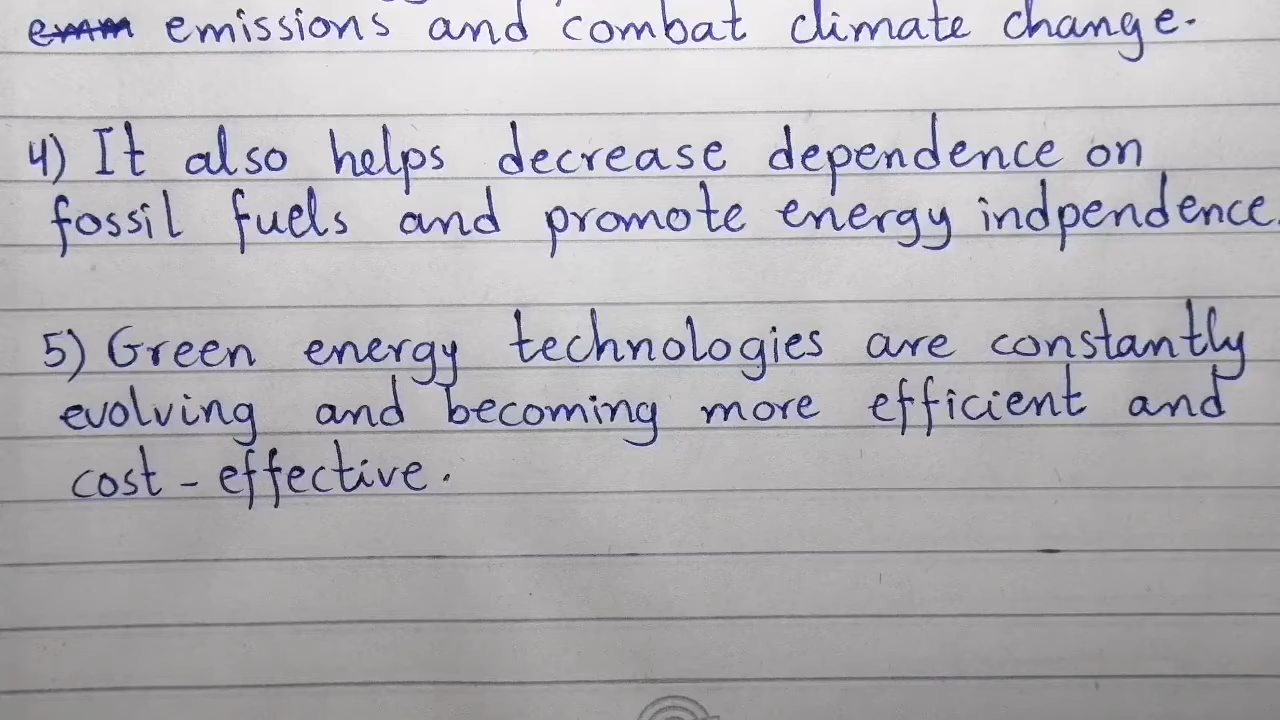 emissions and combat climate change.
4) It also helps decrease dependence on
fossil fuels and promote energy indpendence.
5) Green energy technologies are constantly
evolving and becoming more efficient and
cost - effective.